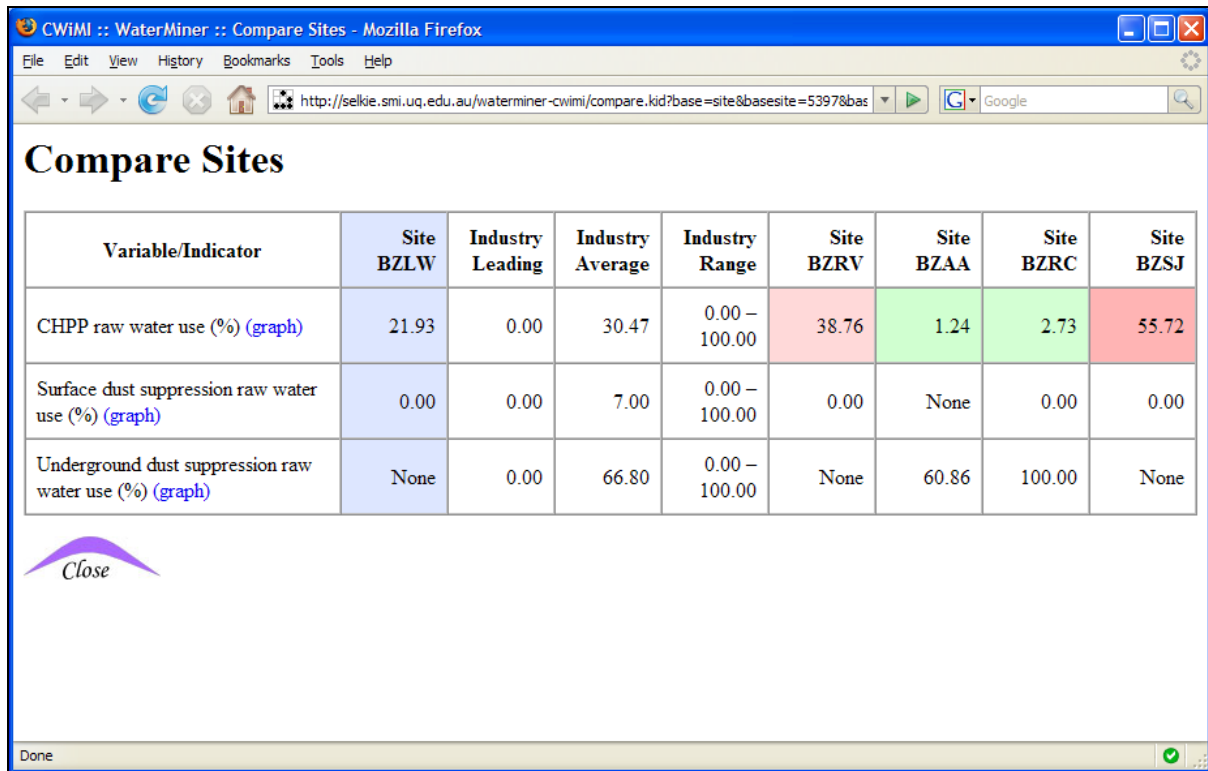 CWiMI :: WaterMiner :: Compare Sites - Mozilla Firefox
File Edit View History Bookmarks Tools Help
http://selkie.smi.uq.edu.au/waterminer-cwimi/compare.kid?base=site&basesite=5397&bas G Google
Compare Sites
Variable/Indicator Site BZLW Industry Leading Industry Average Industry Range Site BZRV Site BZAA Site BZRC Site BZSJ
CHPP raw water use (%) (graph) 21.93 0.00 30.47 0.00 – 100.00 38.76 1.24 2.73 55.72
Surface dust suppression raw water use (%) (graph) 0.00 0.00 7.00 0.00 – 100.00 0.00 None 0.00 0.00
Underground dust suppression raw water use (%) (graph) None 0.00 66.80 0.00 – 100.00 None 60.86 100.00 None
Close
Done